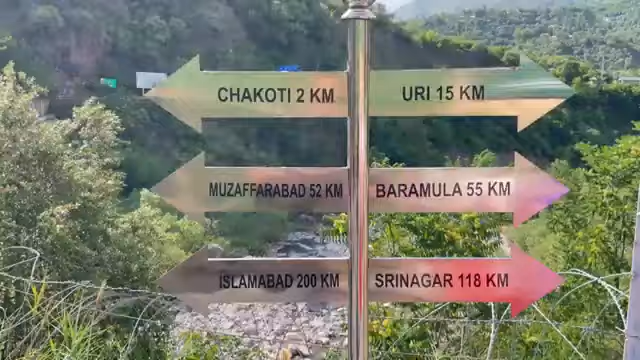 CHAKOTI 2 KM
URI 15 KM
MUZAFFARABAD 52 KM
BARAMULA 55 KM
ISLAMABAD 200 KM
SRINAGAR 118 KM